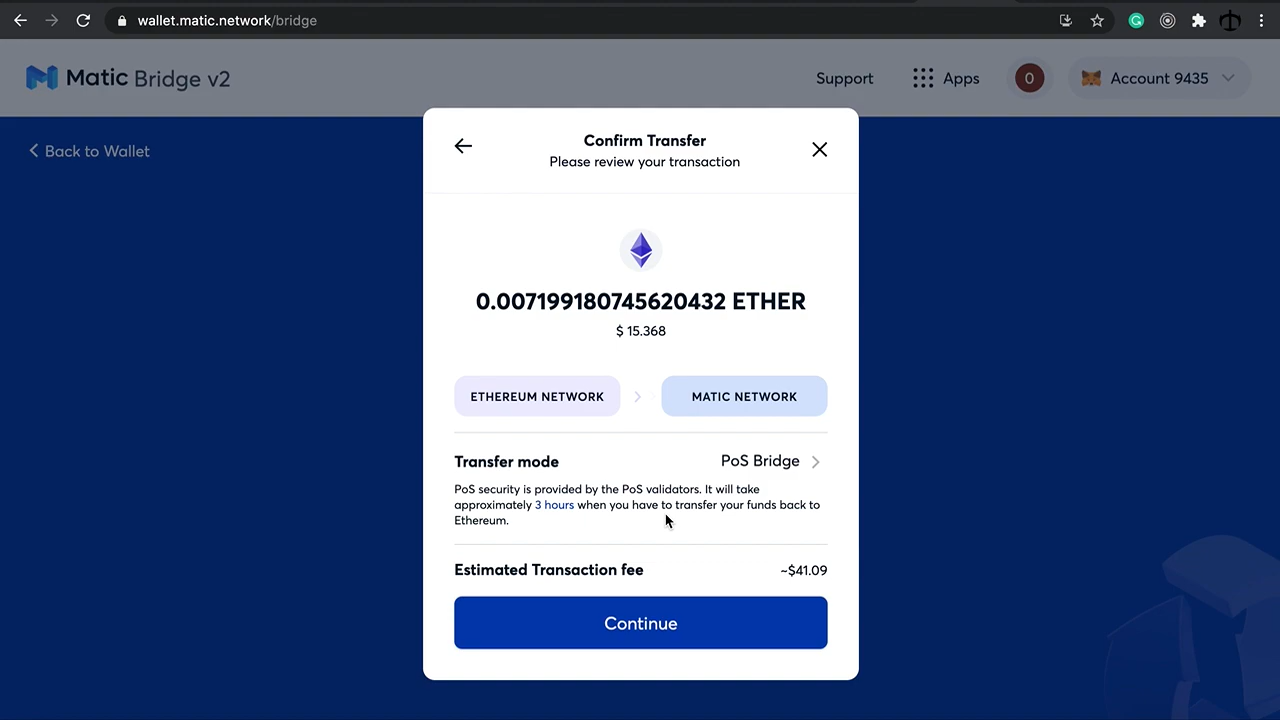 wallet.matic.network/bridge
Matic Bridge v2
Support
Apps
0
Account 9435
Back to Wallet
Confirm Transfer
Please review your transaction
0.007199180745620432 ETHER
$ 15.368
ETHEREUM NETWORK
MATIC NETWORK
Transfer mode
PoS Bridge
PoS security is provided by the PoS validators. It will take
approximately 3 hours when you have to transfer your funds back to
Ethereum.
Estimated Transaction fee
~$41.09
Continue